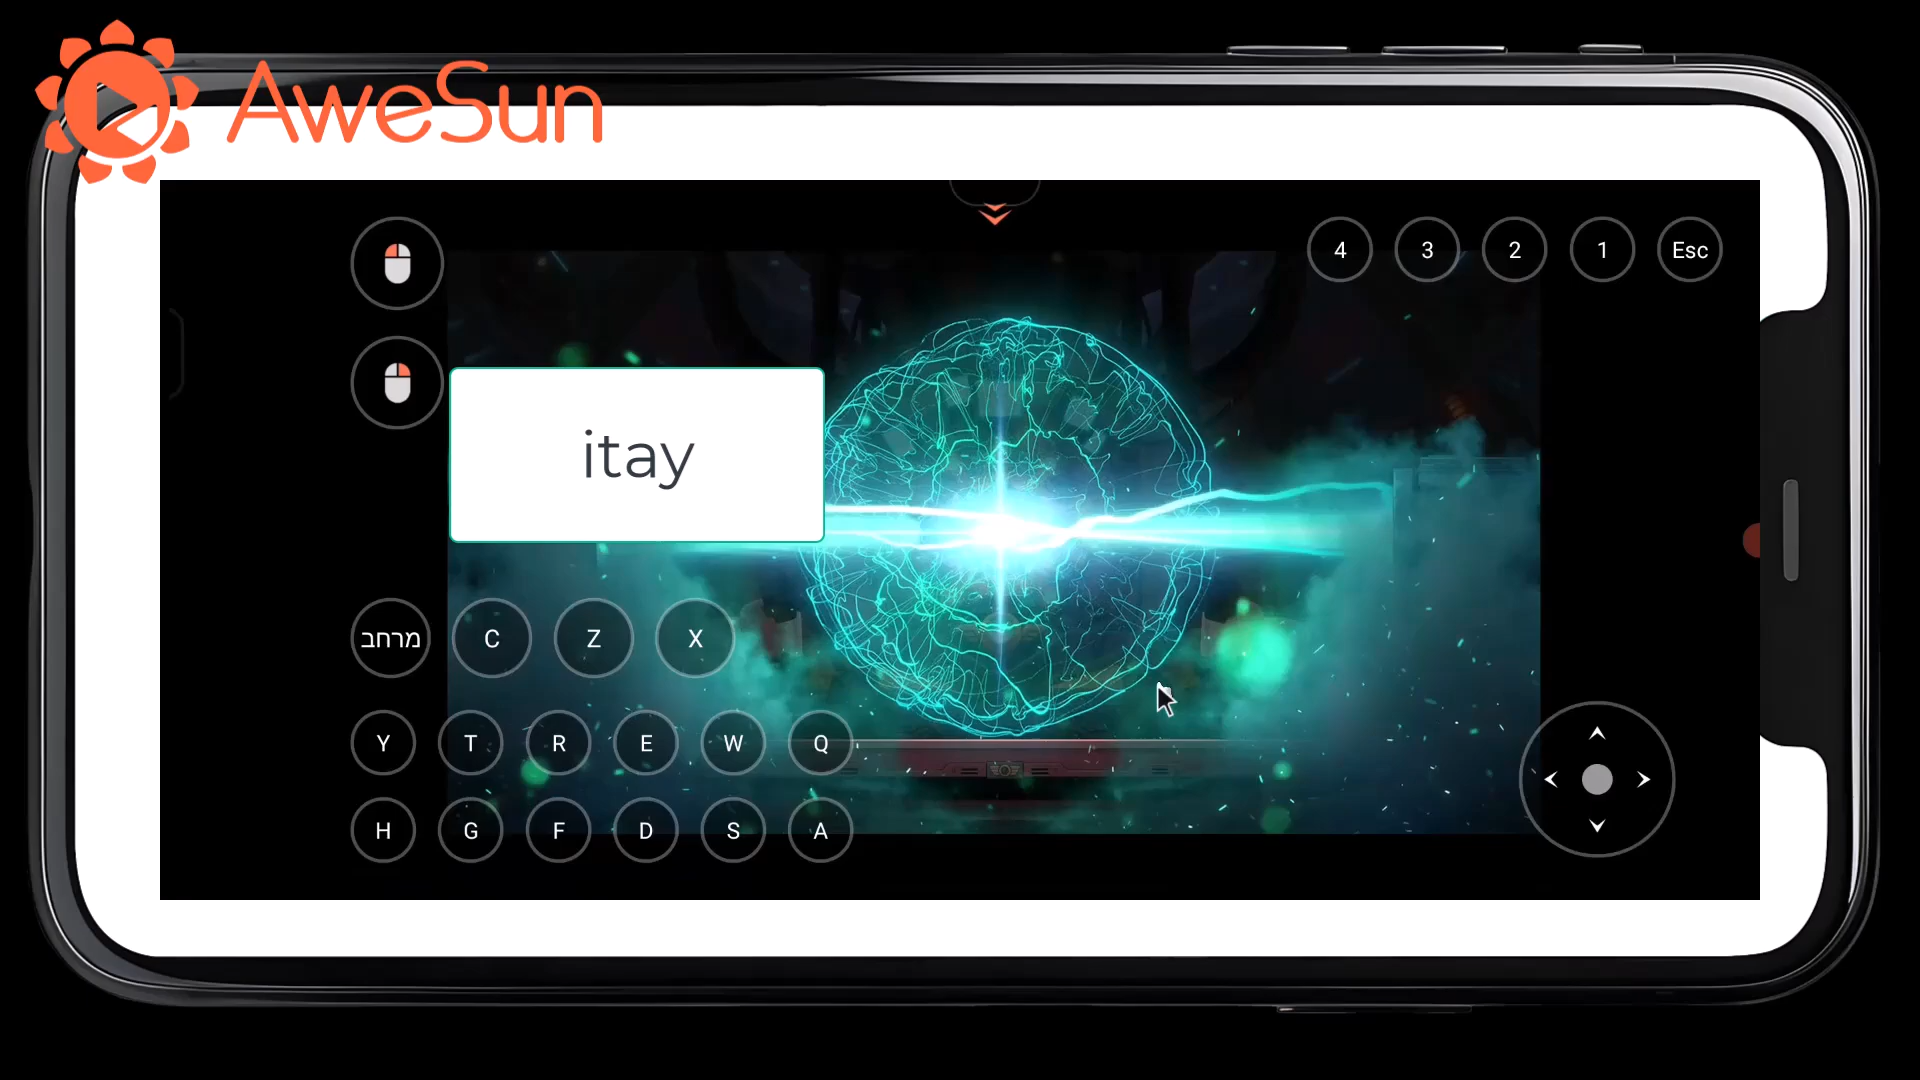 AweSun
4 3 2 1 Esc
itay
מרחב C Z X
Y T R E W Q
H G F D S A